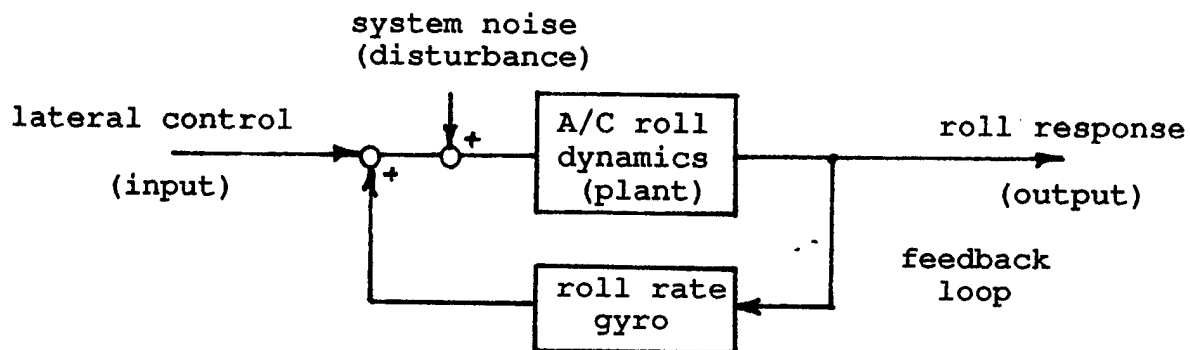 system noise
(disturbance)
lateral control
(input)
+
+
A/C roll
dynamics
(plant)
roll response
(output)
feedback
loop
roll rate
gyro